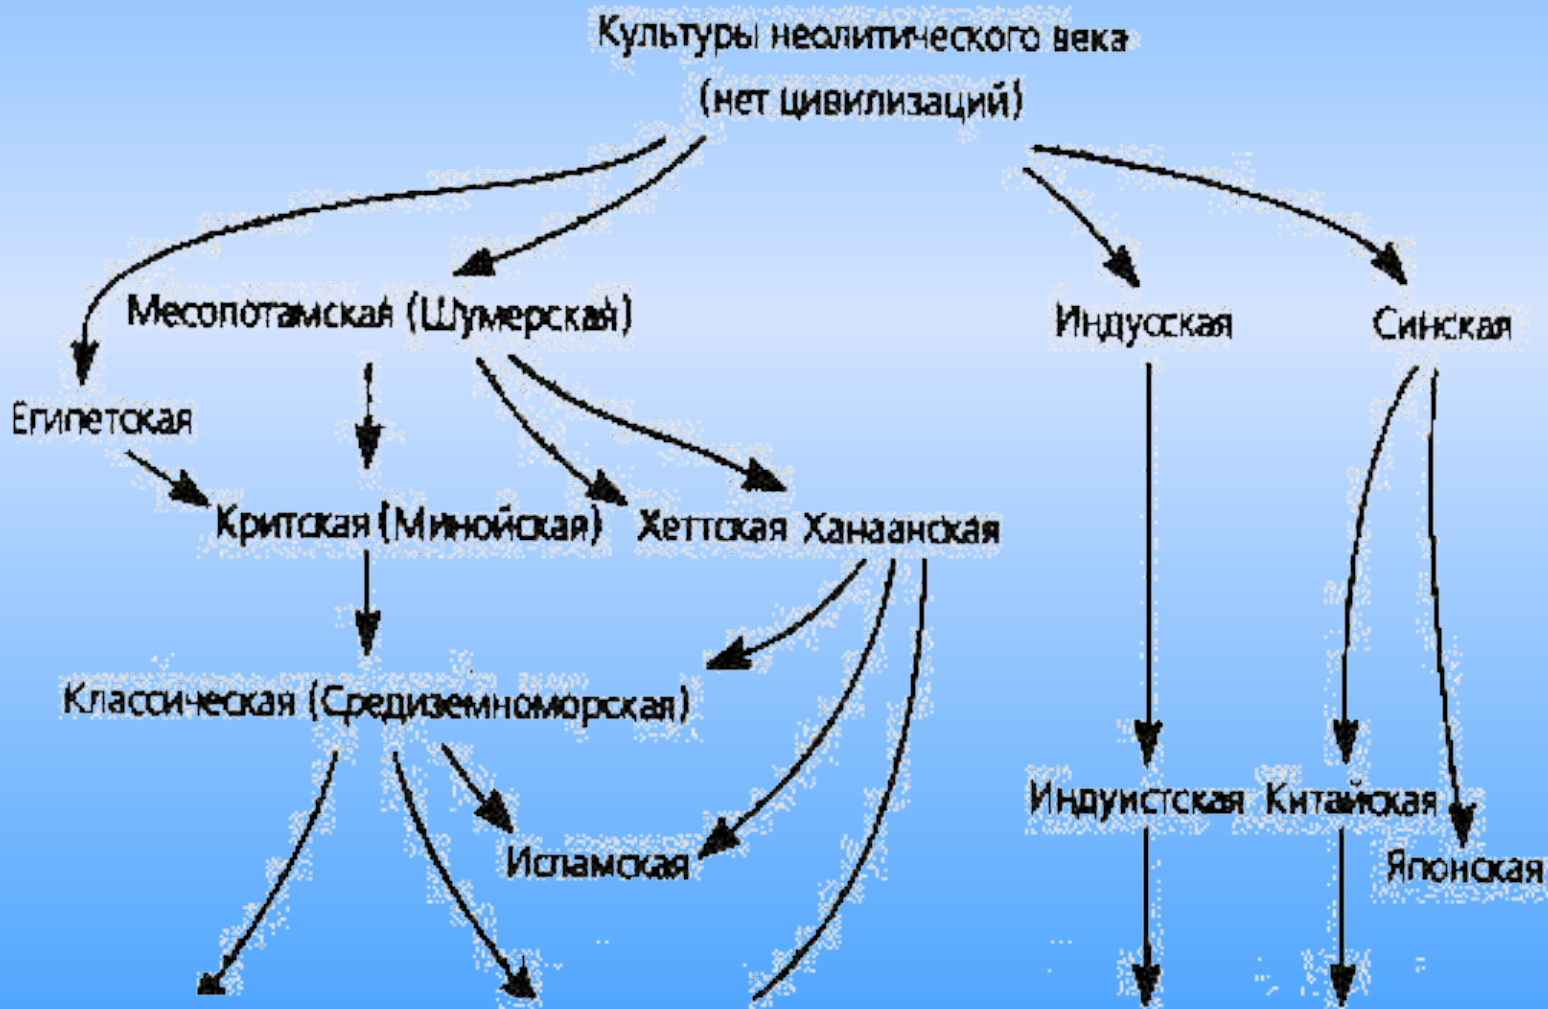 Культуры неолитического века
(нет цивилизаций)
Месопотамская (Шумерская)
Индусская
Синская
Египетская
Критская (Минойская)
Хеттская
Ханаанская
Классическая (Средиземноморская)
Индуистская
Китайская
Исламская
Японская